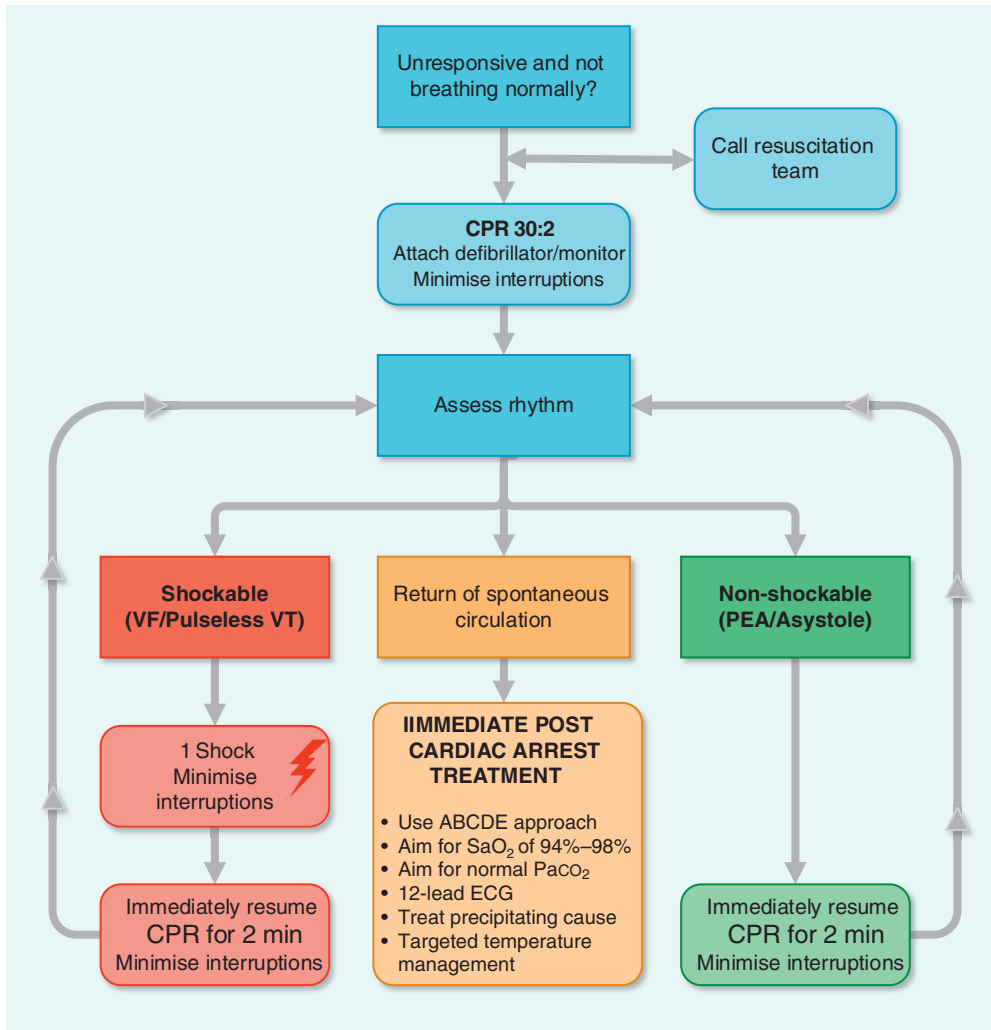 Unresponsive and not
breathing normally?
Call resuscitation
team
CPR 30:2
Attach defibrillator/monitor
Minimise interruptions
Assess rhythm
Shockable
(VF/Pulseless VT)
Return of spontaneous
circulation
Non-shockable
(PEA/Asystole)
1 Shock
Minimise
interruptions
IIMMEDIATE POST
CARDIAC ARREST
TREATMENT
• Use ABCDE approach
• Aim for SaO₂ of 94%–98%
• Aim for normal PaCO₂
• 12-lead ECG
• Treat precipitating cause
• Targeted temperature
management
Immediately resume
CPR for 2 min
Minimise interruptions
Immediately resume
CPR for 2 min
Minimise interruptions